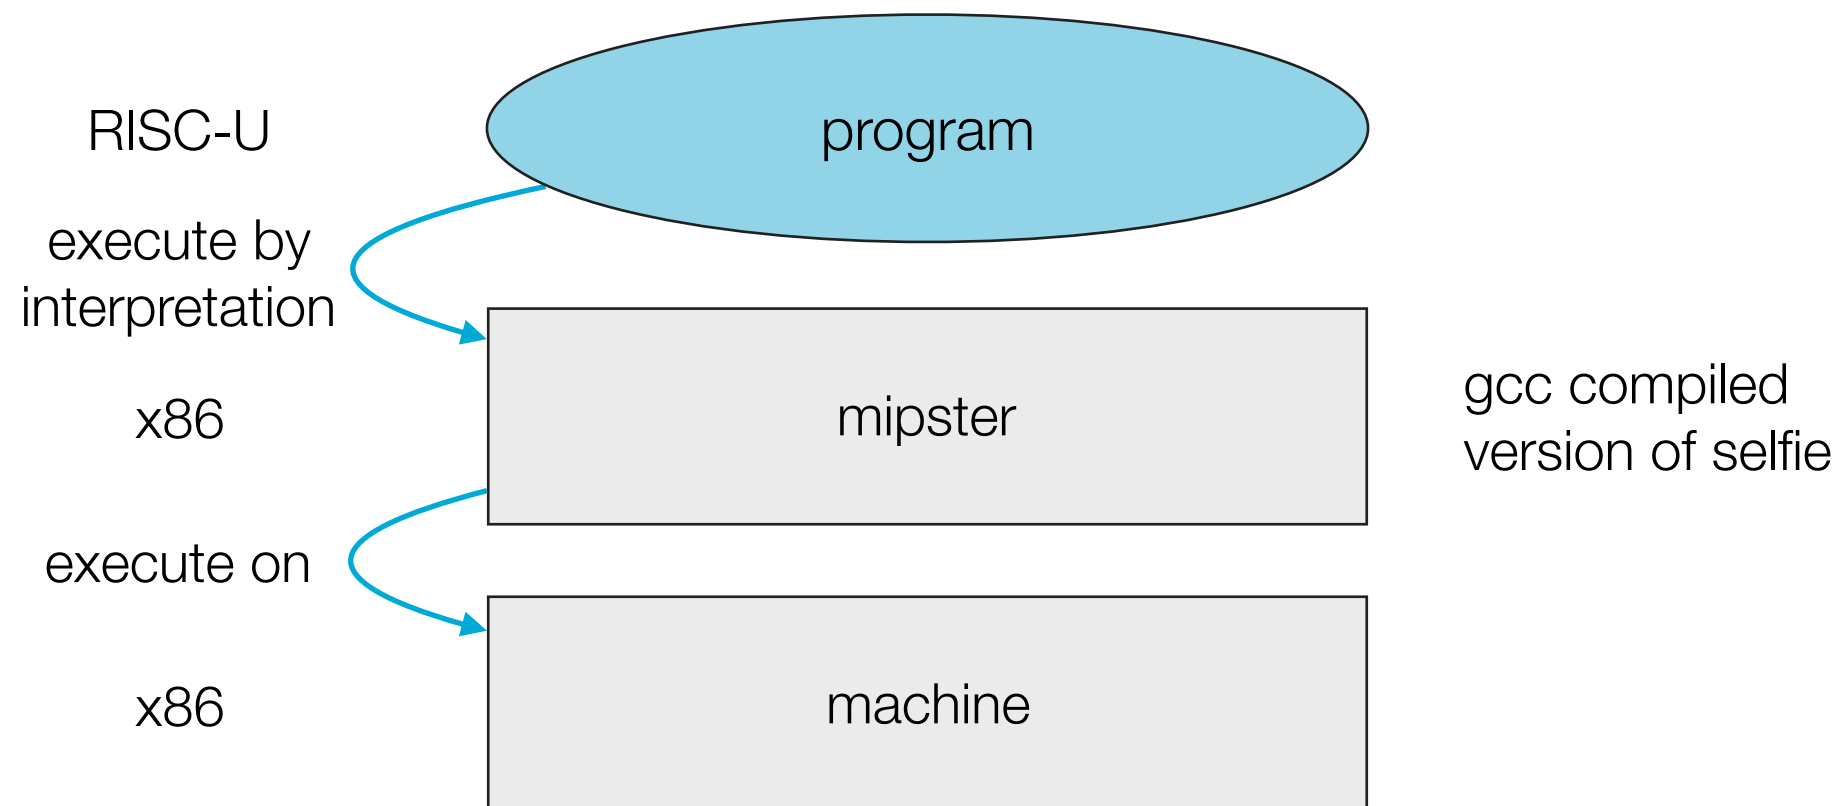 RISC-U
program
execute by
interpretation
x86
mipster
gcc compiled
version of selfie
execute on
x86
machine